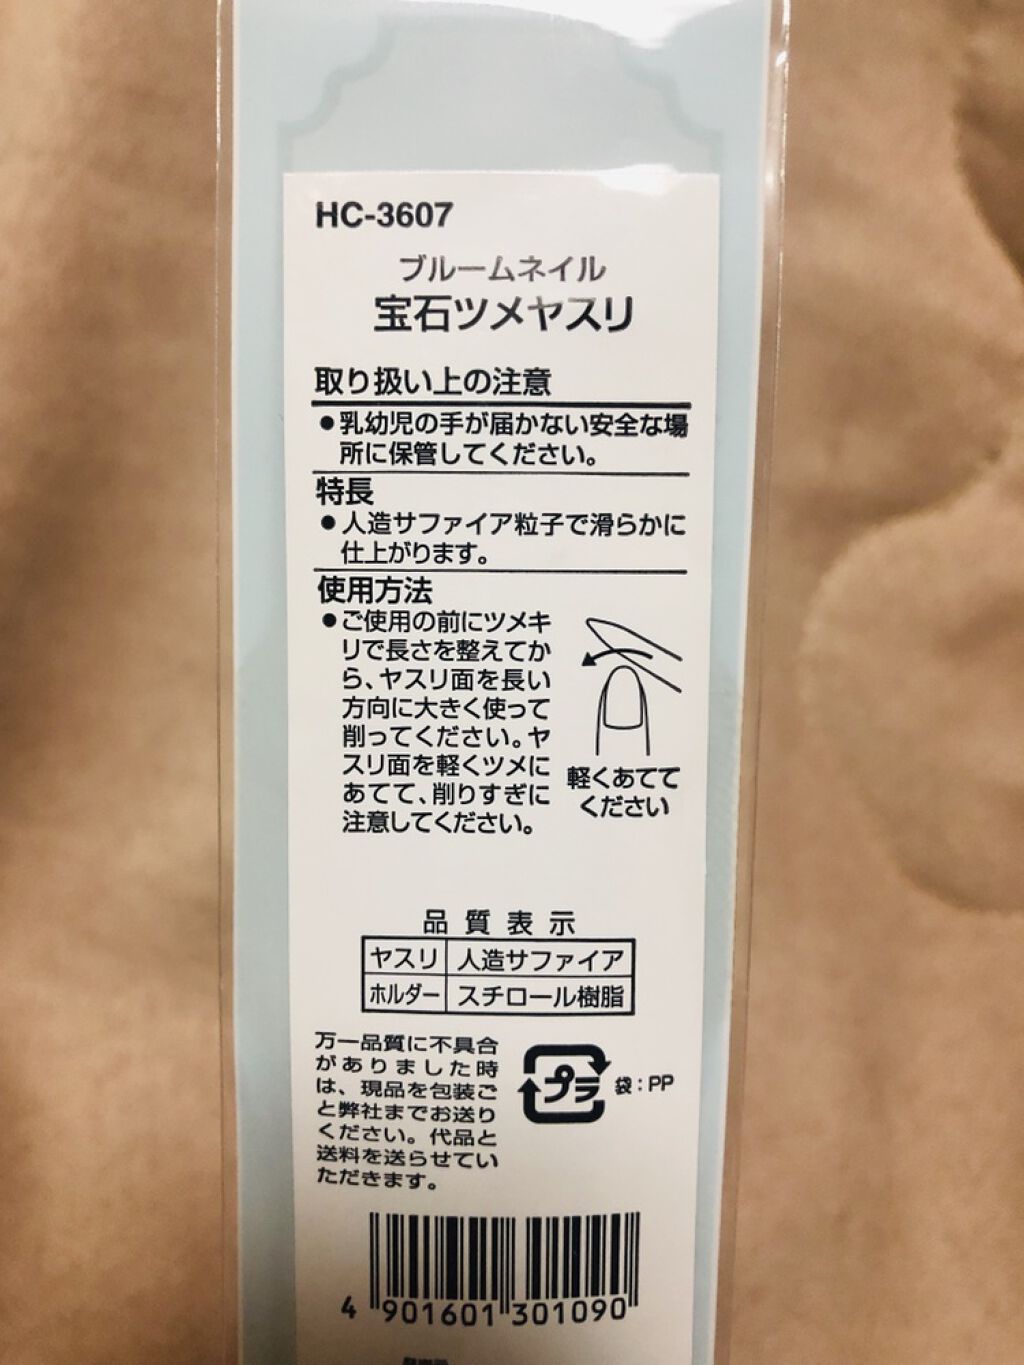 HC-3607
ブルームネイル
宝石ツメヤスリ
取り扱い上の注意
●乳幼児の手が届かない安全な場
所に保管してください。
特長
●人造サファイア粒子で滑らかに
仕上がります。
使用方法
●ご使用の前にツメキ
リで長さを整えてか
ら、ヤスリ面を長い
方向に大きく使って
削ってください。ヤ
スリ面を軽くツメに
あてて、削りすぎに
注意してください。
軽くあてて
ください
品質表示
ヤスリ 人造サファイア
ホルダー スチロール樹脂
万一品質に不具合
がありました時
は、現品を包装ご
と弊社までお送り
ください。代品と
送料を送らせてい
ただきます。
プラ 袋:PP
4 901601 301090